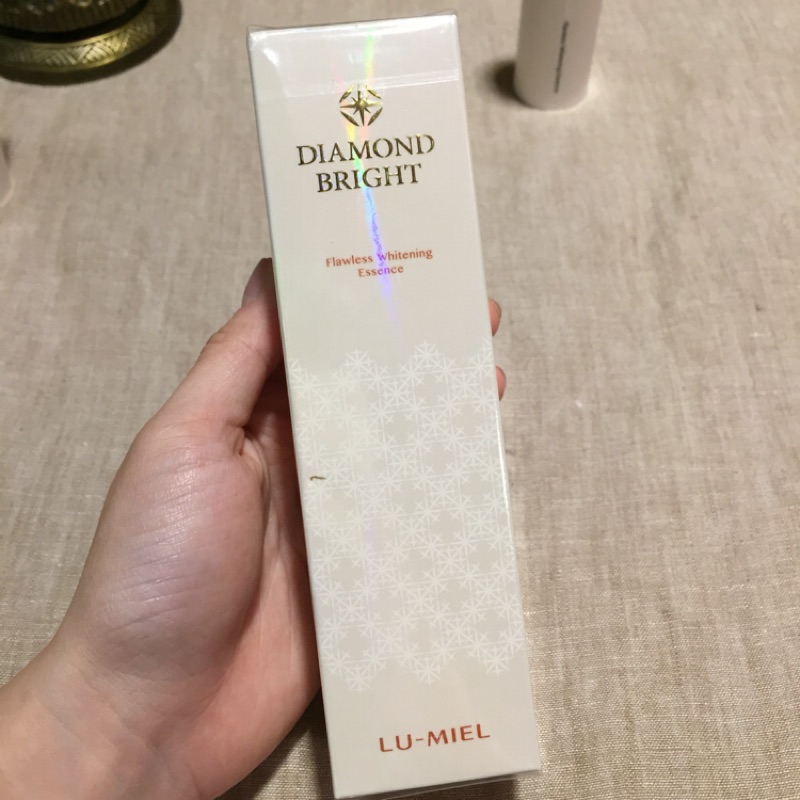 DIAMOND
BRIGHT
Flawless Whitening
Essence
LU-MIEL